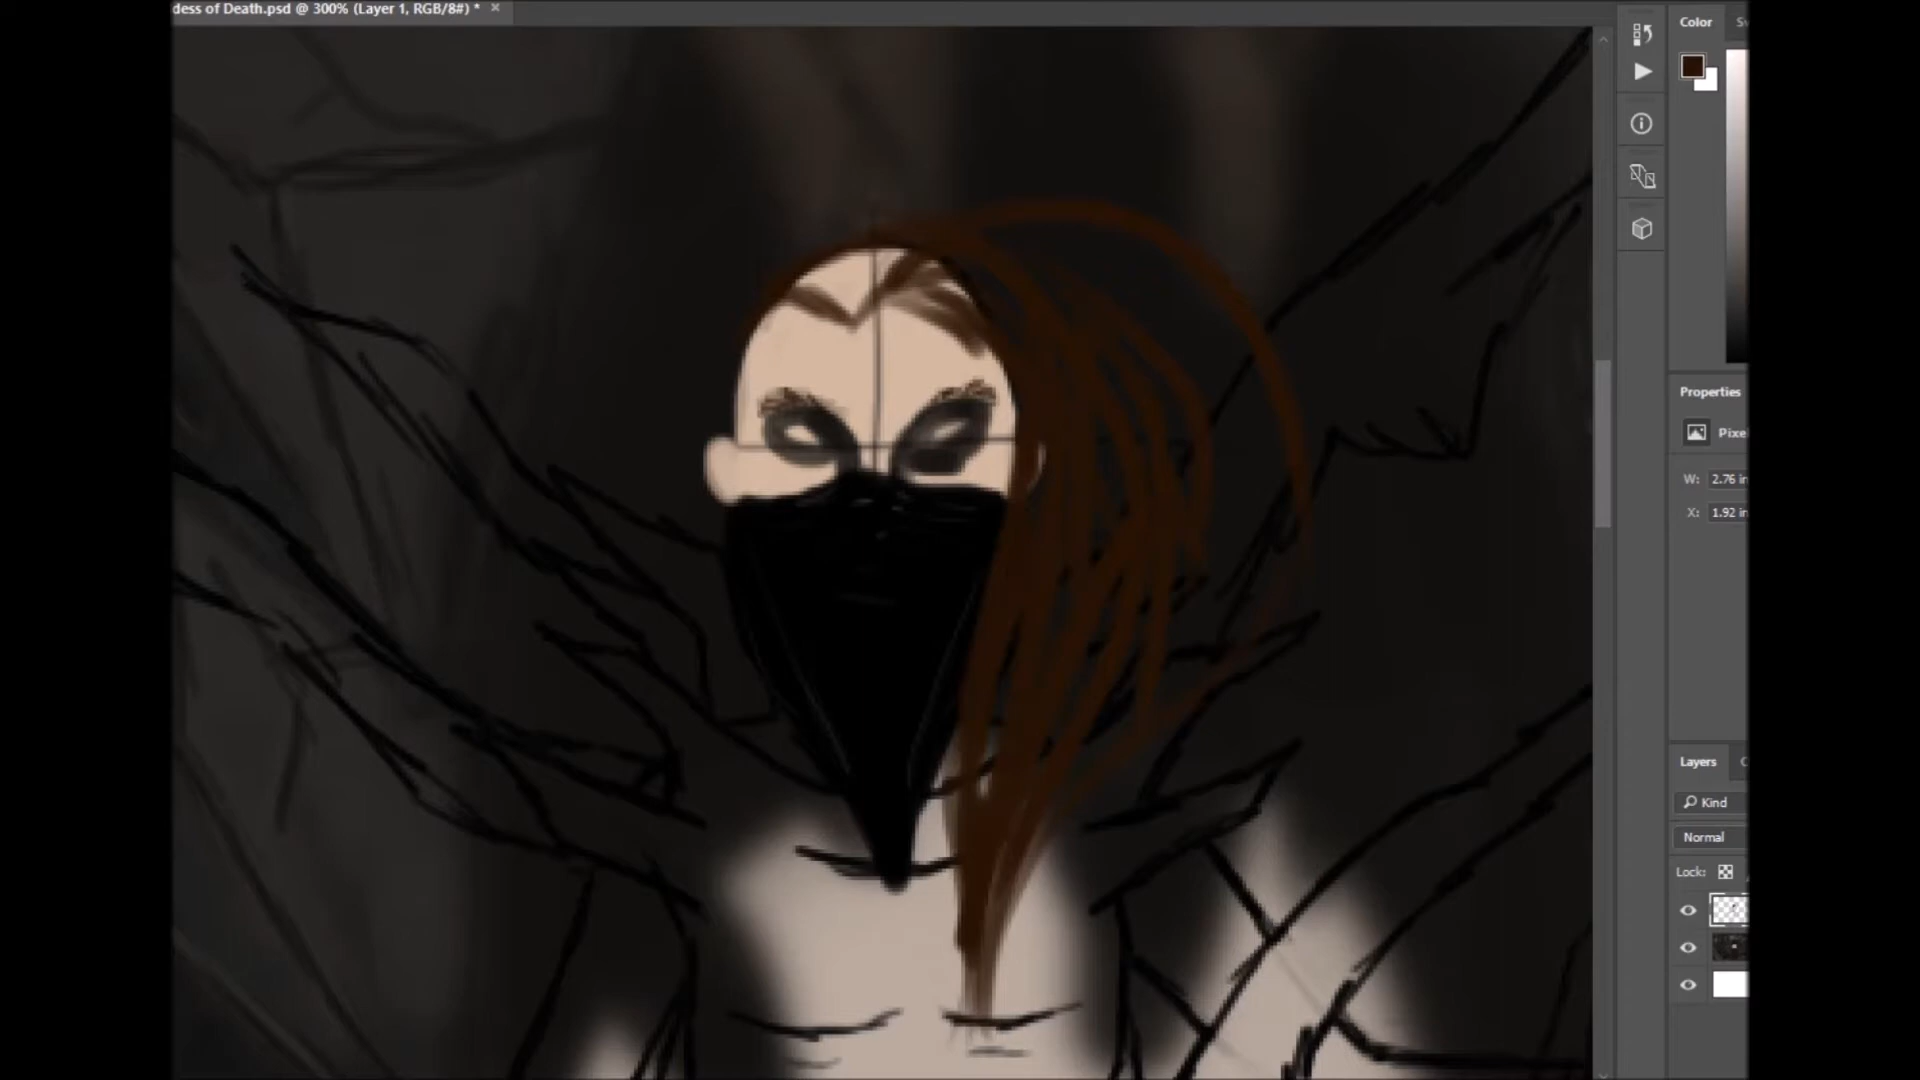 dess of Death.psd @ 300% (Layer 1, RGB/8#) *
Color
Properties
W: 2.76 in
X: 1.92 in
Layers
Kind
Normal
Lock: